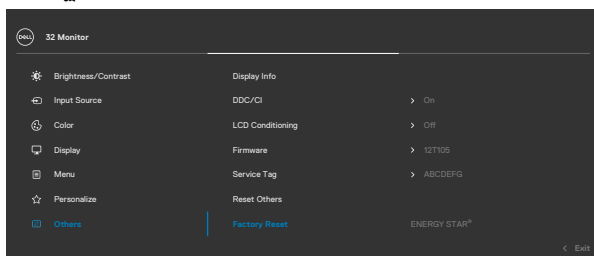 DELL
32 Monitor
Brightness/Contrast Display Info
Input Source DDC/CI > On
Color LCD Conditioning > Off
Display Firmware > 12T105
Menu Service Tag > ABCDEFG
Personalize Reset Others
Others Factory Reset ENERGY STAR®
< Exit